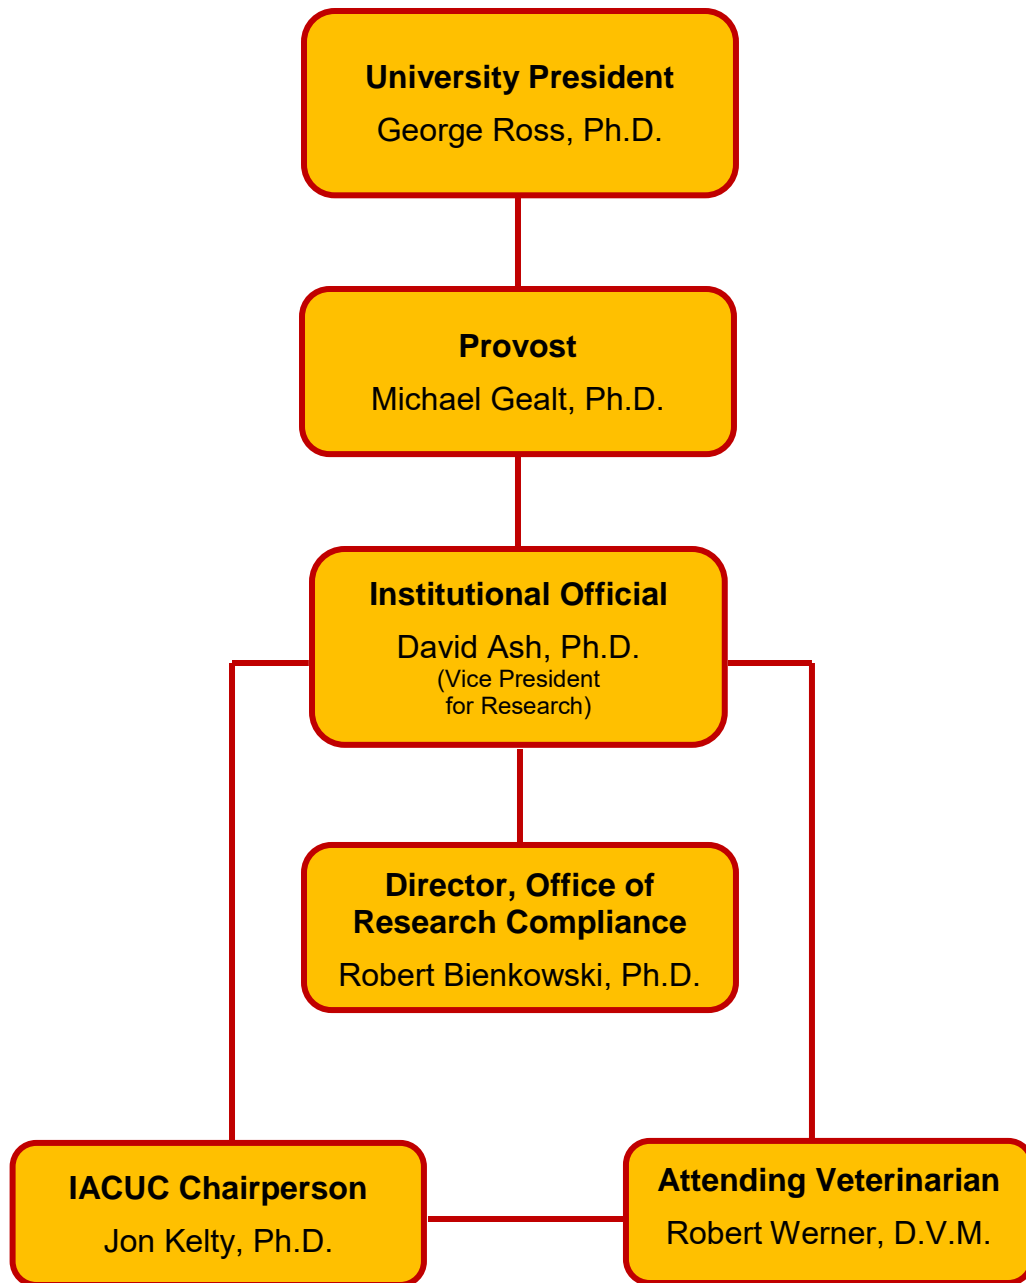 University President
George Ross, Ph.D.
Provost
Michael Gealt, Ph.D.
Institutional Official
David Ash, Ph.D.
(Vice President
for Research)
Director, Office of
Research Compliance
Robert Bienkowski, Ph.D.
IACUC Chairperson
Jon Kelty, Ph.D.
Attending Veterinarian
Robert Werner, D.V.M.